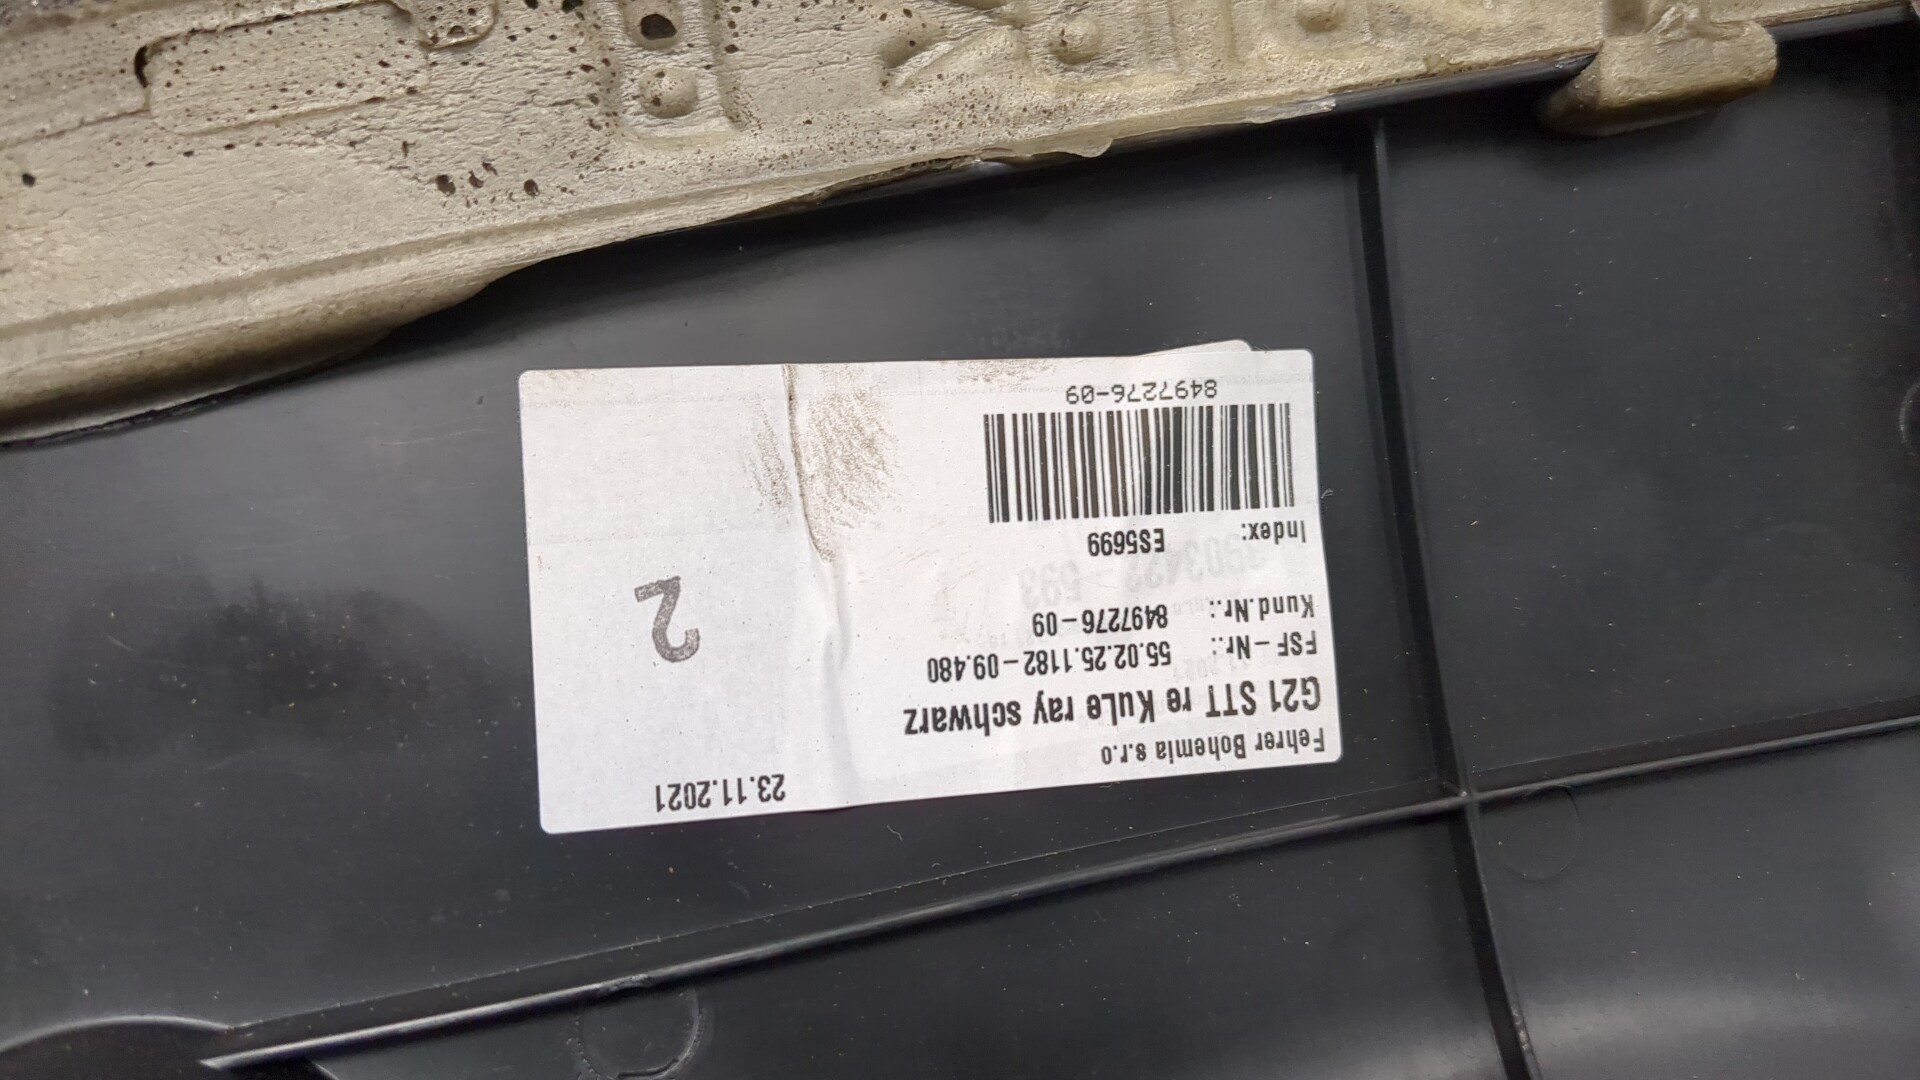 Fehrer Bohemia s.r.o
23.11.2021
G21 STT re KuLe ray schwarz
FSF-Nr.: 55.02.25.1182-09.480
Kund.Nr.: 8497276-09
2
Index: ES5699
8497276-09